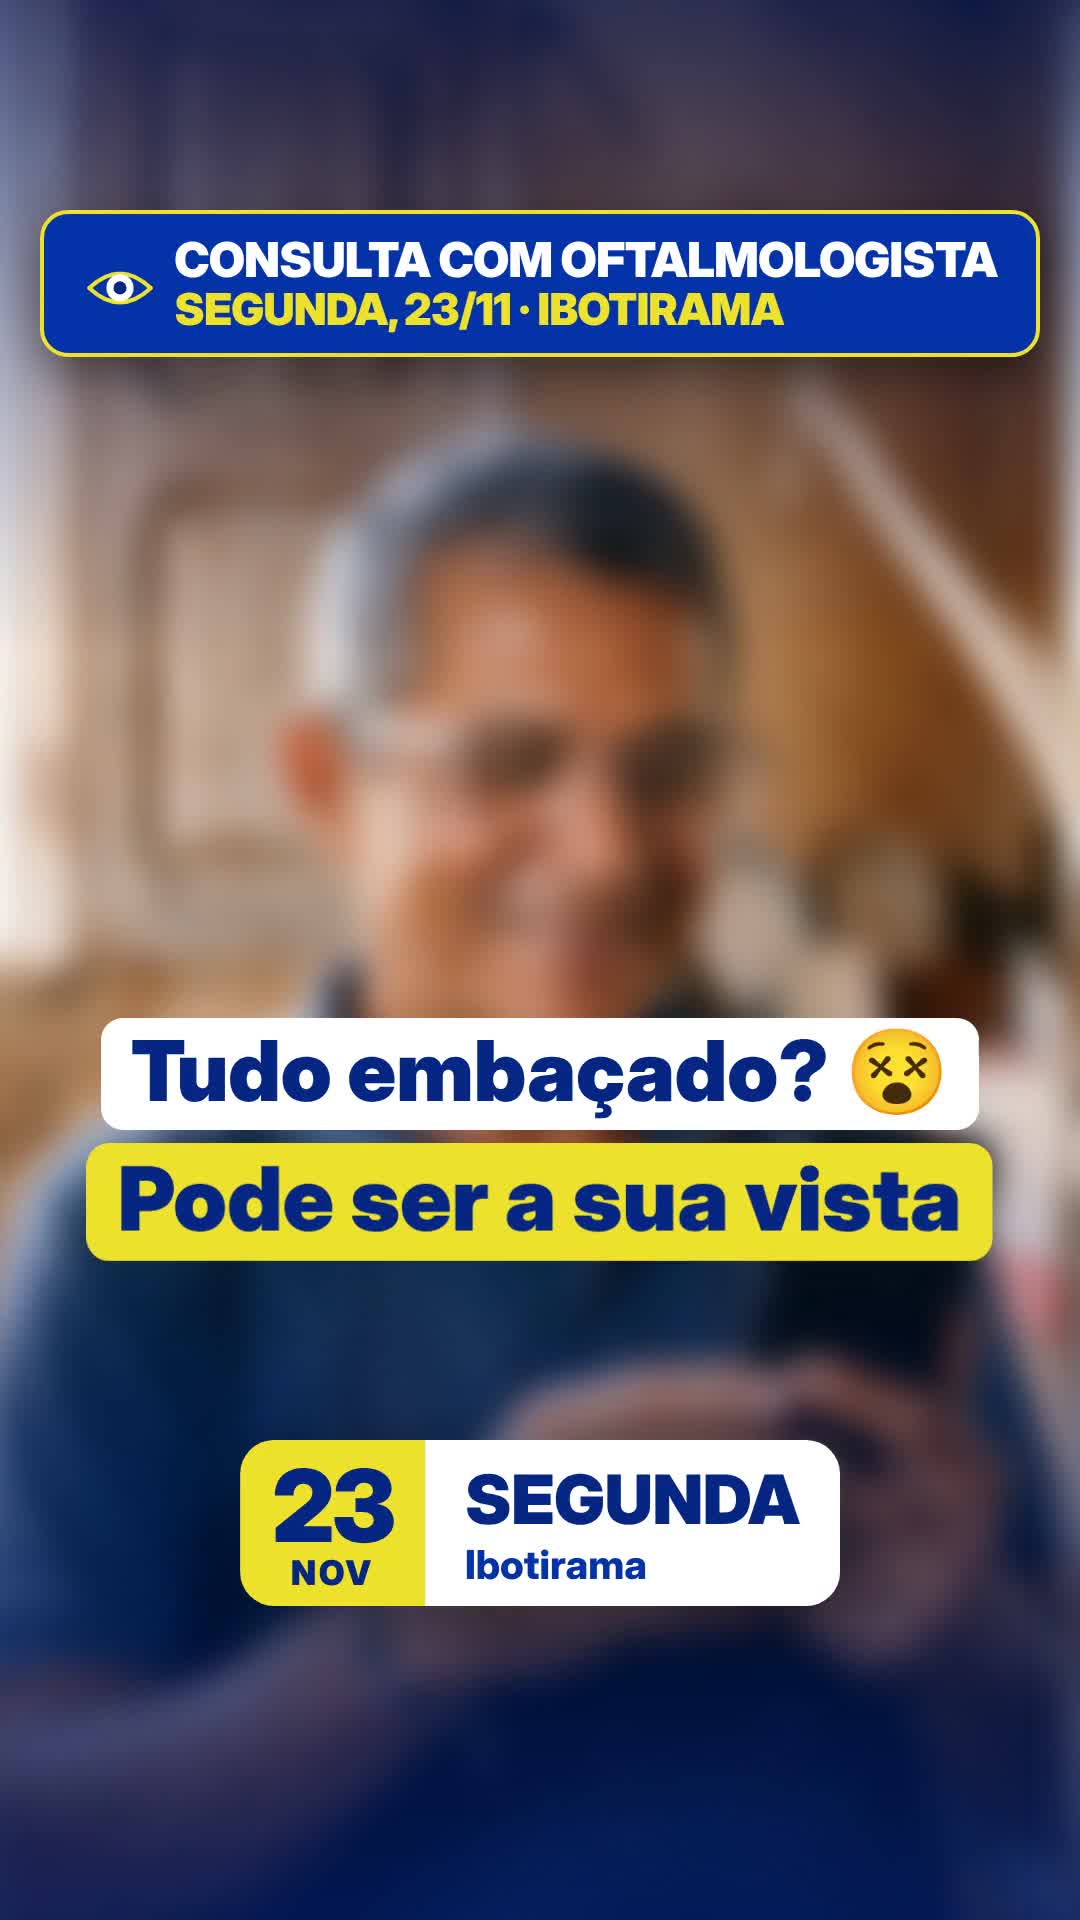 CONSULTA COM OFTALMOLOGISTA
SEGUNDA, 23/11 · IBOTIRAMA
Tudo embaçado? 😵
Pode ser a sua vista
23
NOV
SEGUNDA
Ibotirama